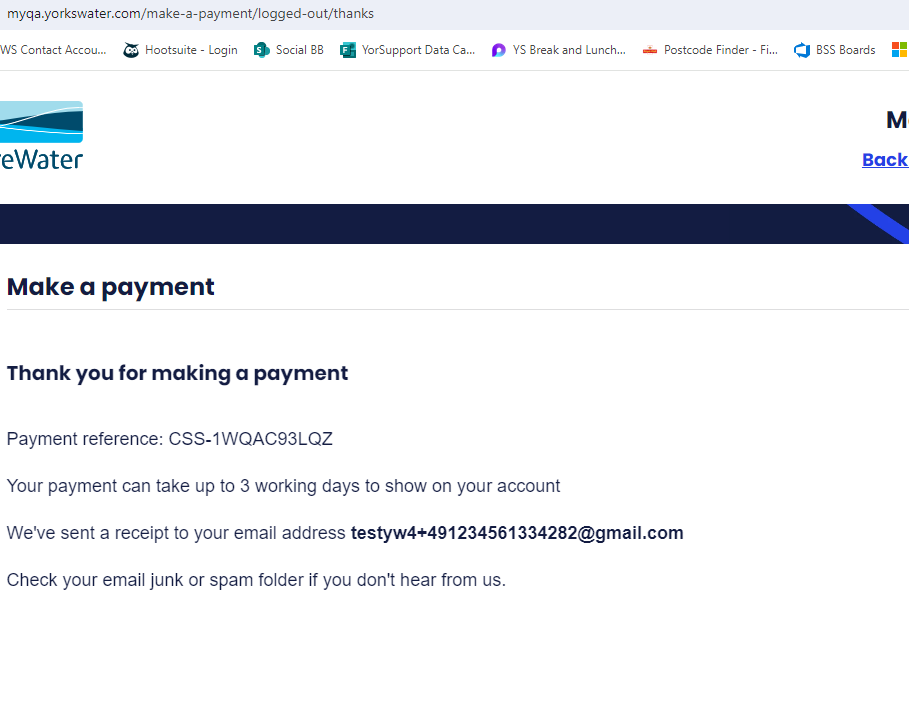 myqa.yorkswater.com/make-a-payment/logged-out/thanks
WS Contact Accou... Hootsuite - Login Social BB YorSupport Data Ca... YS Break and Lunch... Postcode Finder - Fi... BSS Boards
reWater
Back
Make a payment
Thank you for making a payment
Payment reference: CSS-1WQAC93LQZ
Your payment can take up to 3 working days to show on your account
We've sent a receipt to your email address testyw4+491234561334282@gmail.com
Check your email junk or spam folder if you don't hear from us.